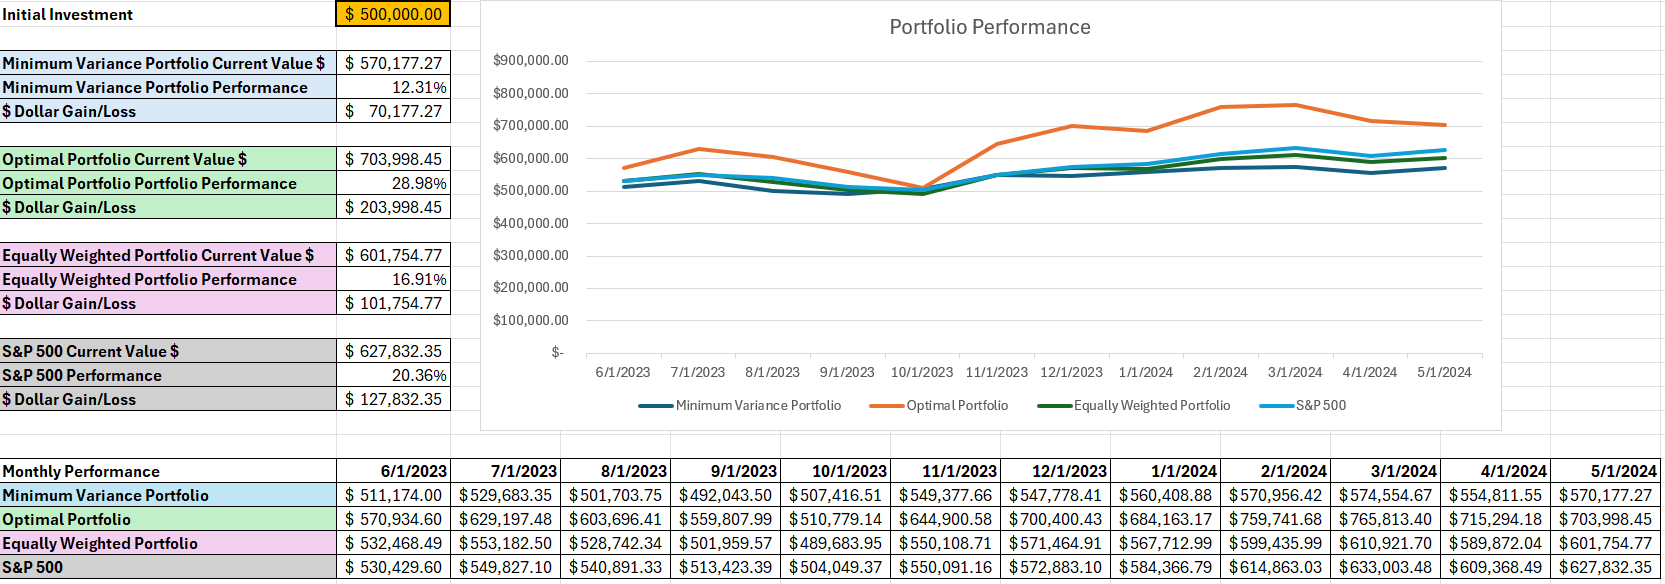 Initial Investment $ 500,000.00
Minimum Variance Portfolio Current Value $ $ 570,177.27
Minimum Variance Portfolio Performance 12.31%
$ Dollar Gain/Loss $ 70,177.27
Optimal Portfolio Current Value $ $ 703,998.45
Optimal Portfolio Portfolio Performance 28.98%
$ Dollar Gain/Loss $ 203,998.45
Equally Weighted Portfolio Current Value $ $ 601,754.77
Equally Weighted Portfolio Performance 16.91%
$ Dollar Gain/Loss $ 101,754.77
S&P 500 Current Value $ $ 627,832.35
S&P 500 Performance 20.36%
$ Dollar Gain/Loss $ 127,832.35
Portfolio Performance
$900,000.00
$800,000.00
$700,000.00
$600,000.00
$500,000.00
$400,000.00
$300,000.00
$200,000.00
$100,000.00
$-
6/1/2023 7/1/2023 8/1/2023 9/1/2023 10/1/2023 11/1/2023 12/1/2023 1/1/2024 2/1/2024 3/1/2024 4/1/2024 5/1/2024
Minimum Variance Portfolio Optimal Portfolio Equally Weighted Portfolio S&P 500
Monthly Performance 6/1/2023 7/1/2023 8/1/2023 9/1/2023 10/1/2023 11/1/2023 12/1/2023 1/1/2024 2/1/2024 3/1/2024 4/1/2024 5/1/2024
Minimum Variance Portfolio $ 511,174.00 $ 529,683.35 $ 501,703.75 $ 492,043.50 $ 507,416.51 $ 549,377.66 $ 547,778.41 $ 560,408.88 $ 570,956.42 $ 574,554.67 $ 554,811.55 $ 570,177.27
Optimal Portfolio $ 570,934.60 $ 629,197.48 $ 603,696.41 $ 559,807.99 $ 510,779.14 $ 644,900.58 $ 700,400.43 $ 684,163.17 $ 759,741.68 $ 765,813.40 $ 715,294.18 $ 703,998.45
Equally Weighted Portfolio $ 532,468.49 $ 553,182.50 $ 528,742.34 $ 501,959.57 $ 489,683.95 $ 550,108.71 $ 571,464.91 $ 567,712.99 $ 599,435.99 $ 610,921.70 $ 589,872.04 $ 601,754.77
S&P 500 $ 530,429.60 $ 549,827.10 $ 540,891.33 $ 513,423.39 $ 504,049.37 $ 550,091.16 $ 572,883.10 $ 584,366.79 $ 614,863.03 $ 633,003.48 $ 609,368.49 $ 627,832.35